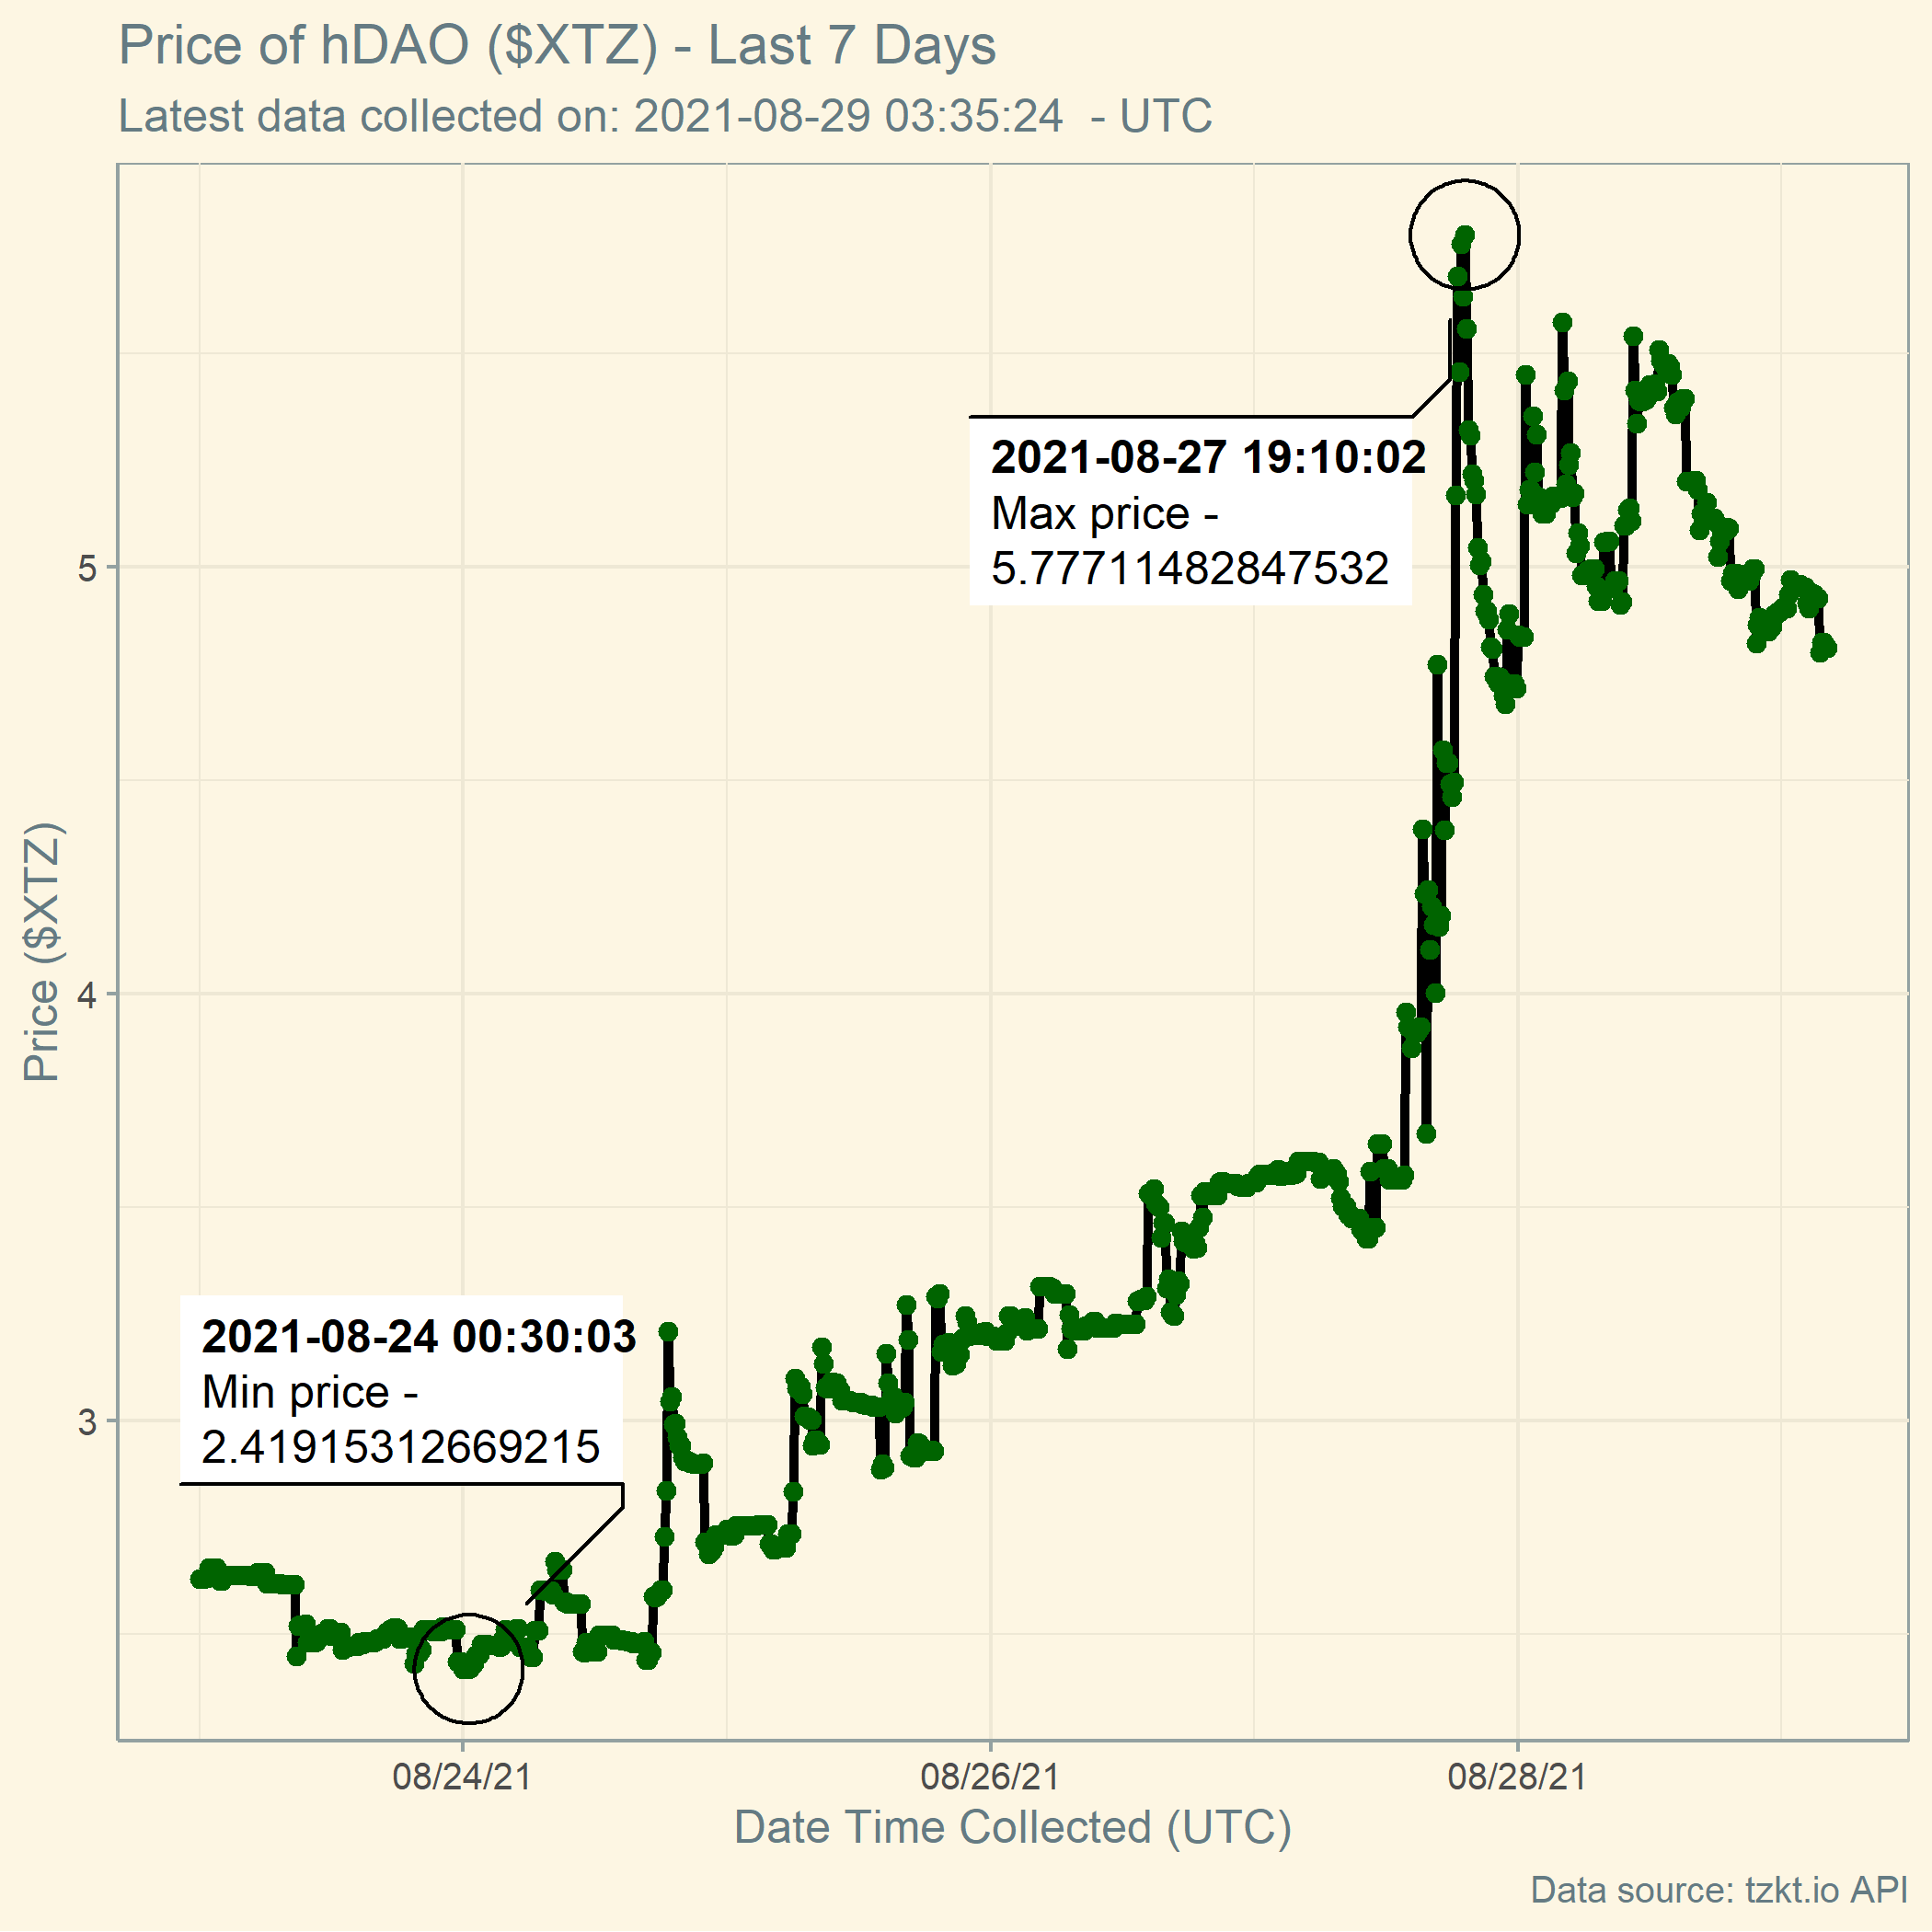 Price of hDAO ($XTZ) - Last 7 Days
Latest data collected on: 2021-08-29 03:35:24  - UTC
2021-08-27 19:10:02
Max price -
5.77711482847532
2021-08-24 00:30:03
Min price -
2.41915312669215
Price ($XTZ)
5
4
3
08/24/21
08/26/21
08/28/21
Date Time Collected (UTC)
Data source: tzkt.io API